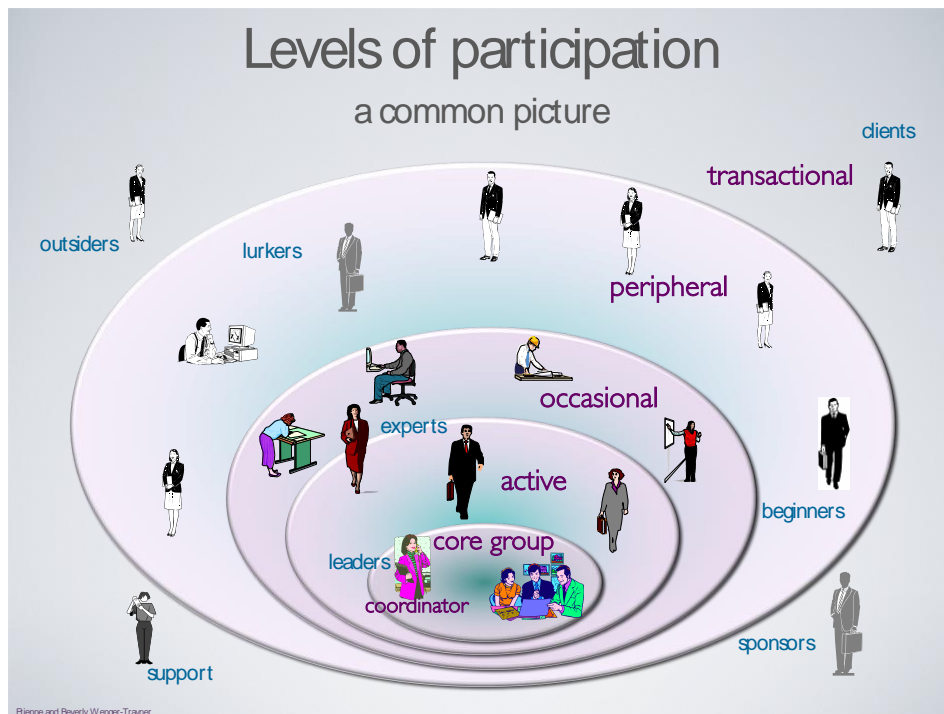 Levels of participation
a common picture
clients
transactional
outsiders
lurkers
peripheral
occasional
experts
active
beginners
core group
leaders
coordinator
sponsors
support
Etienne and Beverly Wenger-Trayner